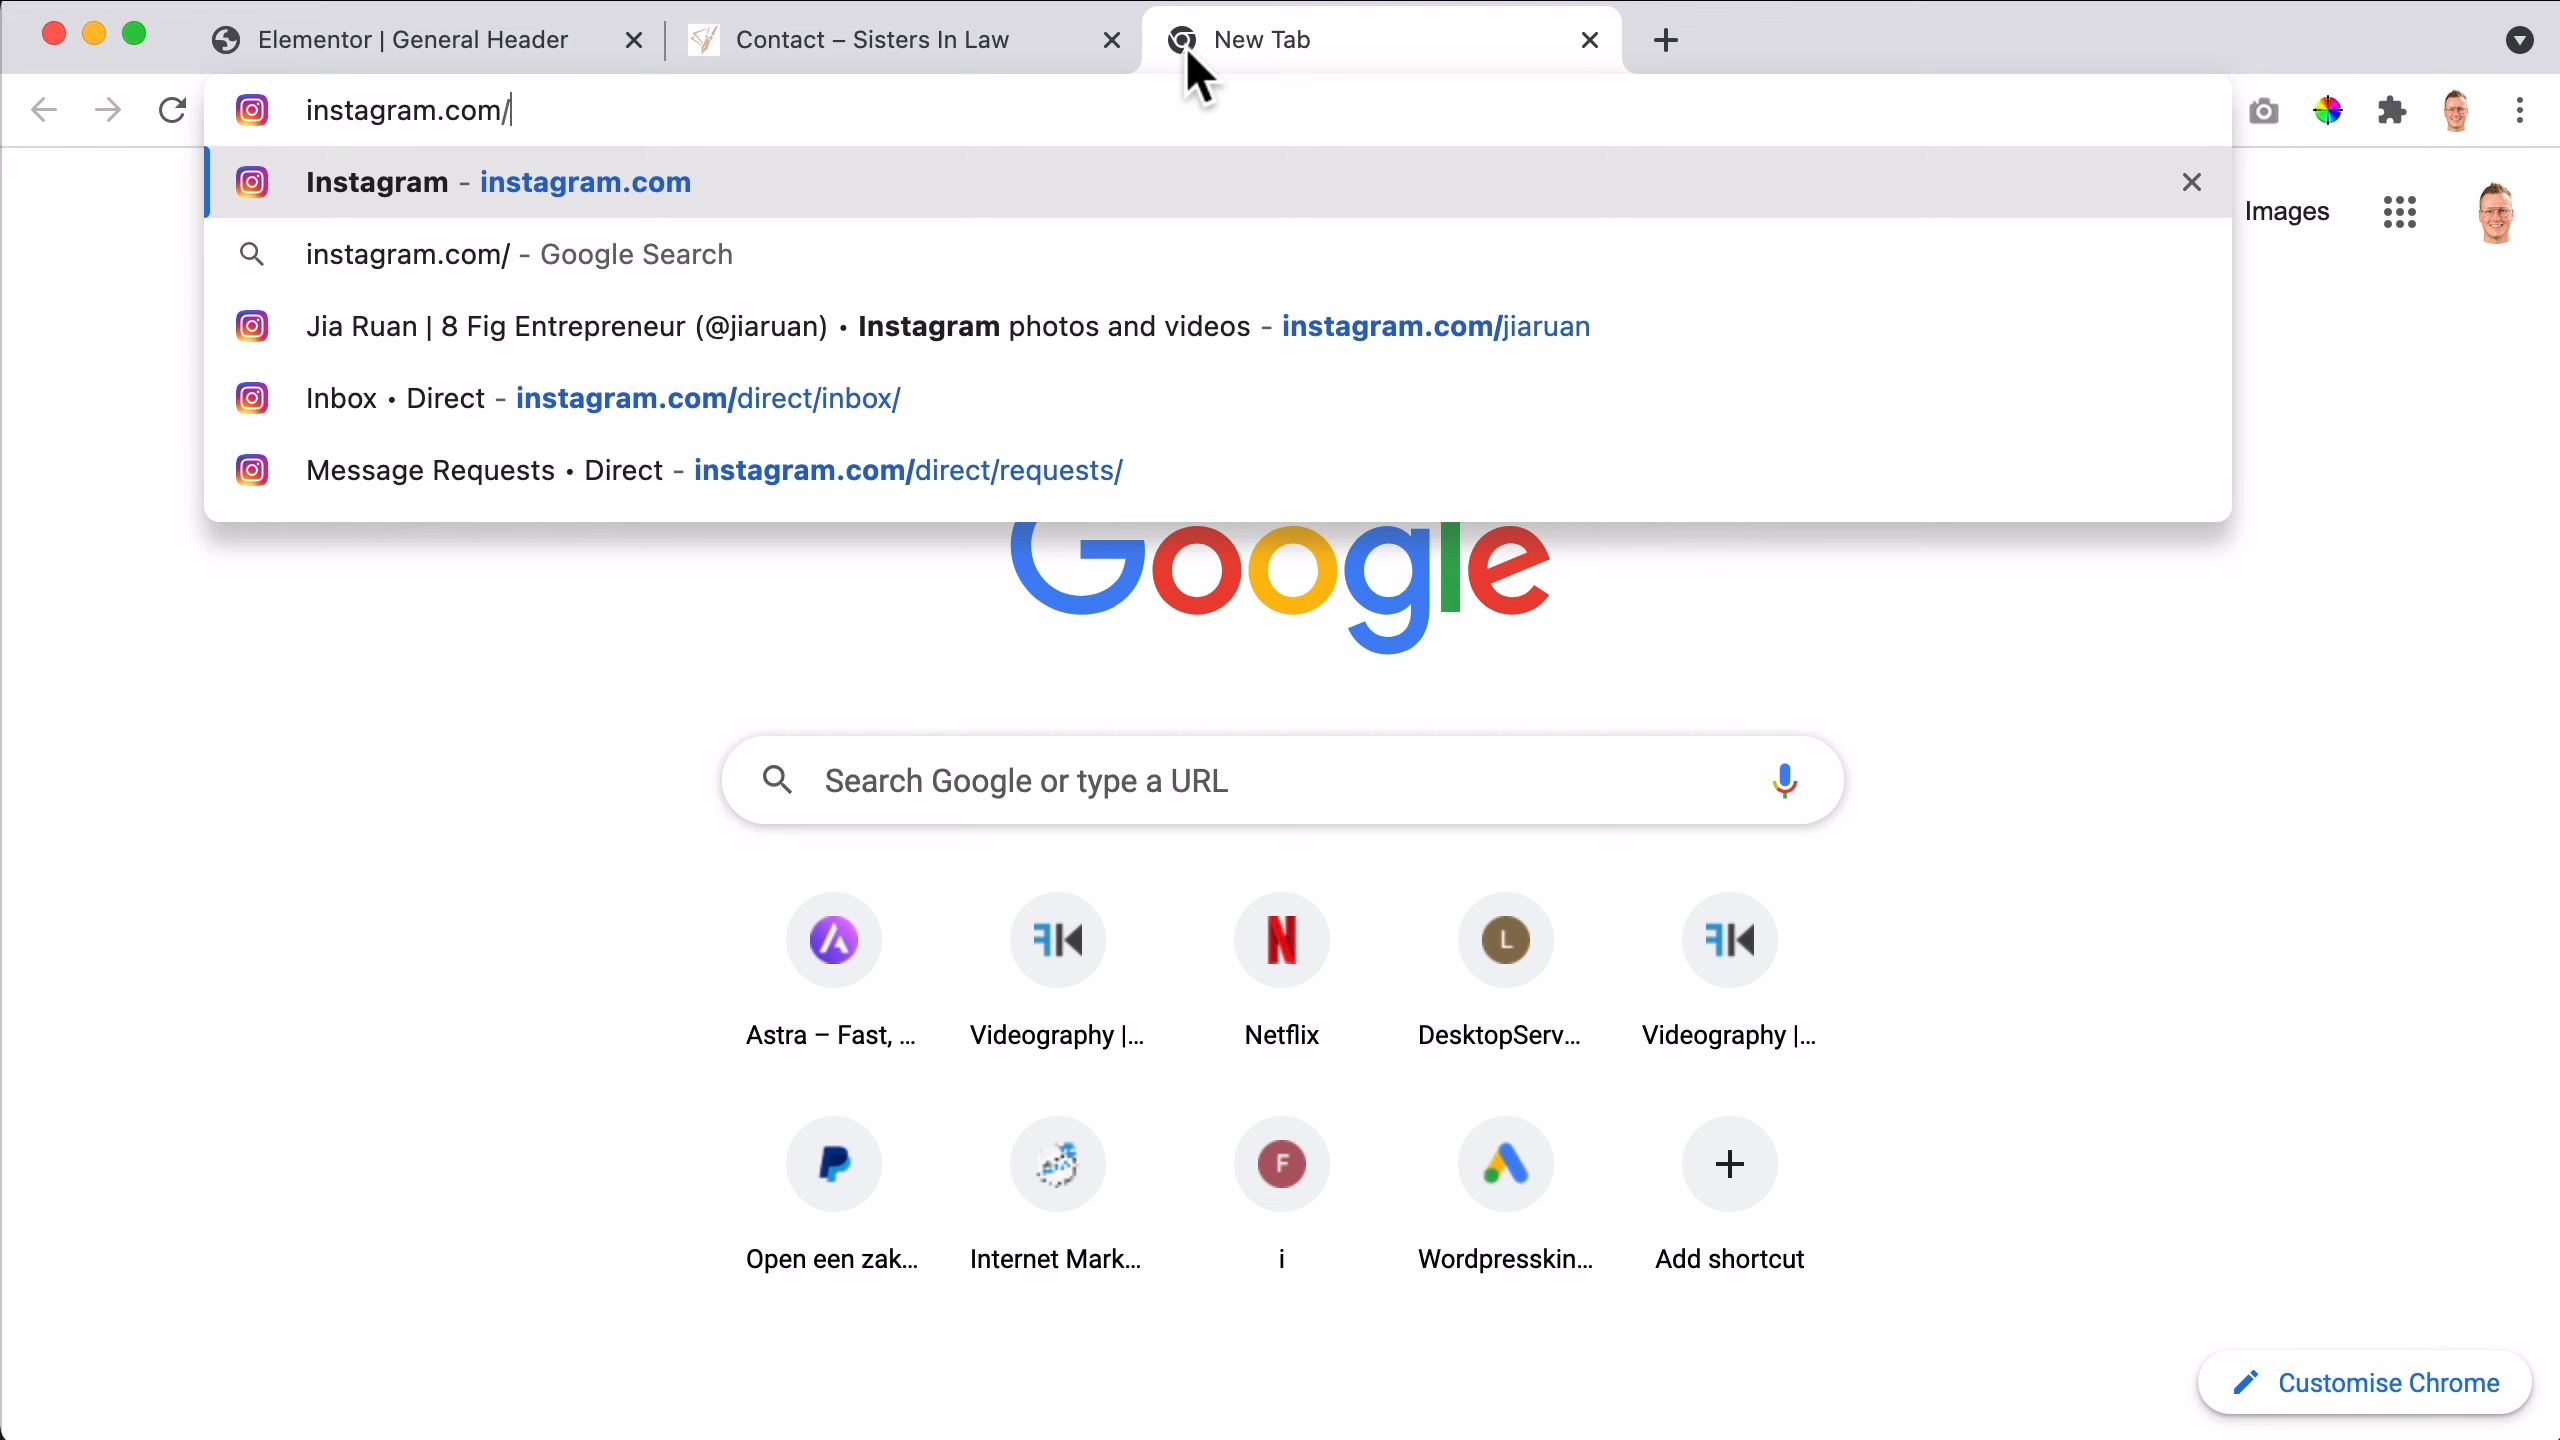 Elementor | General Header
Contact – Sisters In Law
New Tab
instagram.com/
Instagram - instagram.com
instagram.com/ - Google Search
Jia Ruan | 8 Fig Entrepreneur (@jiaruan) • Instagram photos and videos - instagram.com/jiaruan
Inbox • Direct - instagram.com/direct/inbox/
Message Requests • Direct - instagram.com/direct/requests/
Images
Google
Search Google or type a URL
L
Astra – Fast, ...
Videography |...
Netflix
DesktopServ...
Videography |...
F
Open een zak...
Internet Mark...
i
Wordpresskin...
Add shortcut
Customise Chrome